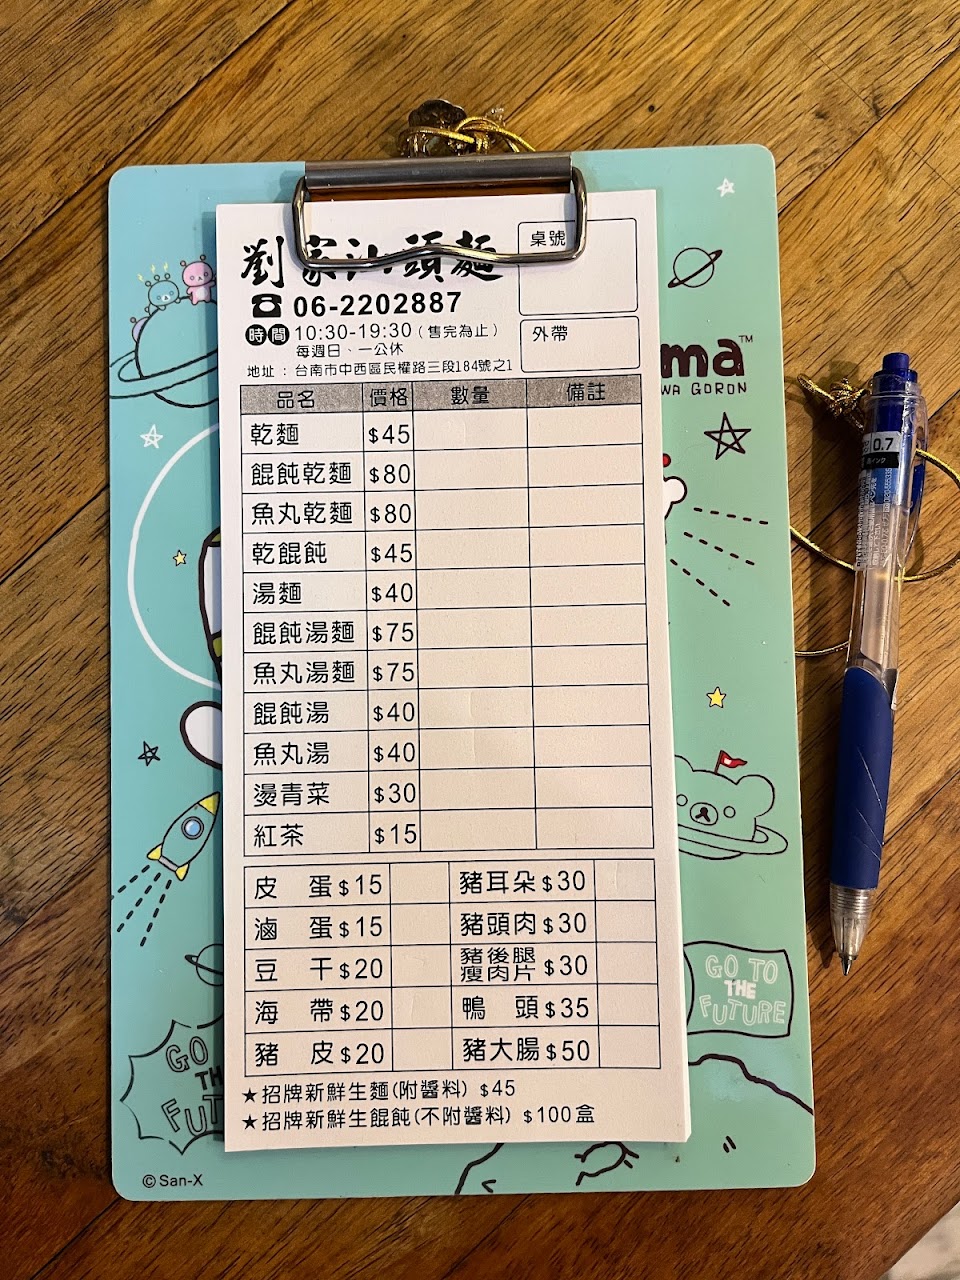 劉家汕頭麵
桌號
☎ 06-2202887
時間 10:30-19:30（售完為止）
每週日、一公休
外帶
地址：台南市中西區民權路三段184號之1
品名 價格 數量 備註
乾麵 $45
餛飩乾麵 $80
魚丸乾麵 $80
乾餛飩 $45
湯麵 $40
餛飩湯麵 $75
魚丸湯麵 $75
餛飩湯 $40
魚丸湯 $40
燙青菜 $30
紅茶 $15
皮蛋 $15 豬耳朵 $30
滷蛋 $15 豬頭肉 $30
豆干 $20 豬後腿瘦肉片 $30
海帶 $20 鴨頭 $35
豬皮 $20 豬大腸 $50
★招牌新鮮生麵(附醬料) $45
★招牌新鮮生餛飩(不附醬料) $100盒
ma™
WA GORON
GO TO
THE
FUTURE
GO
TH
FUT
©San-X
0.7